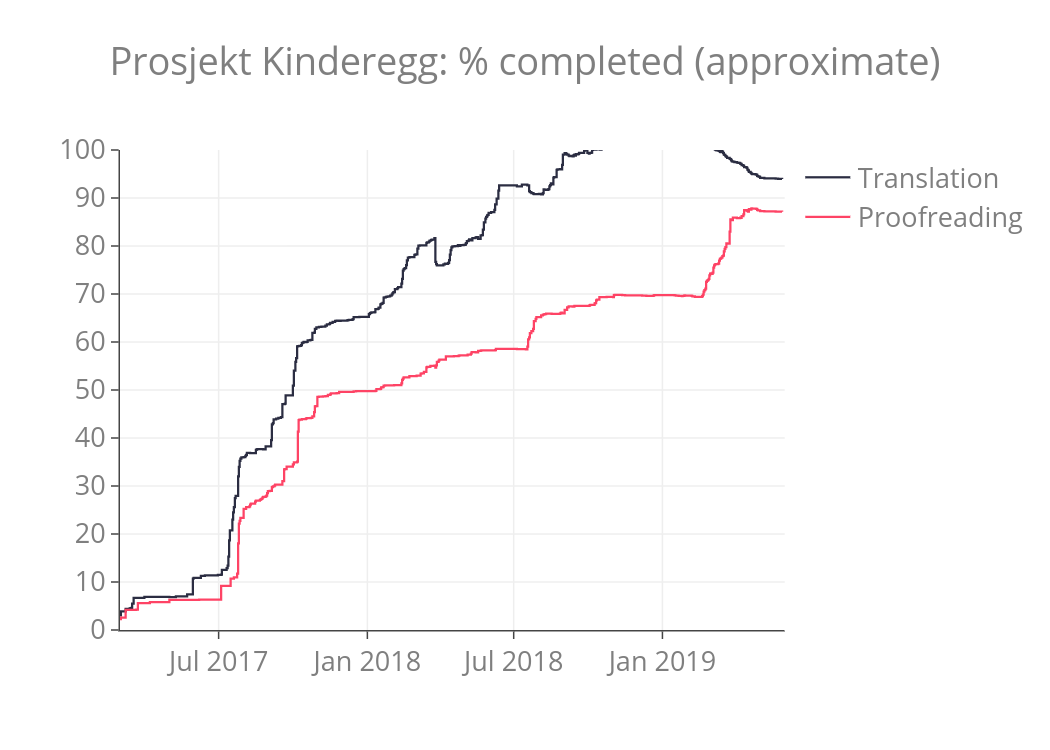 Prosjekt Kinderegg: % completed (approximate)
100
90
80
70
60
50
40
30
20
10
0
Translation
Proofreading
Jul 2017
Jan 2018
Jul 2018
Jan 2019